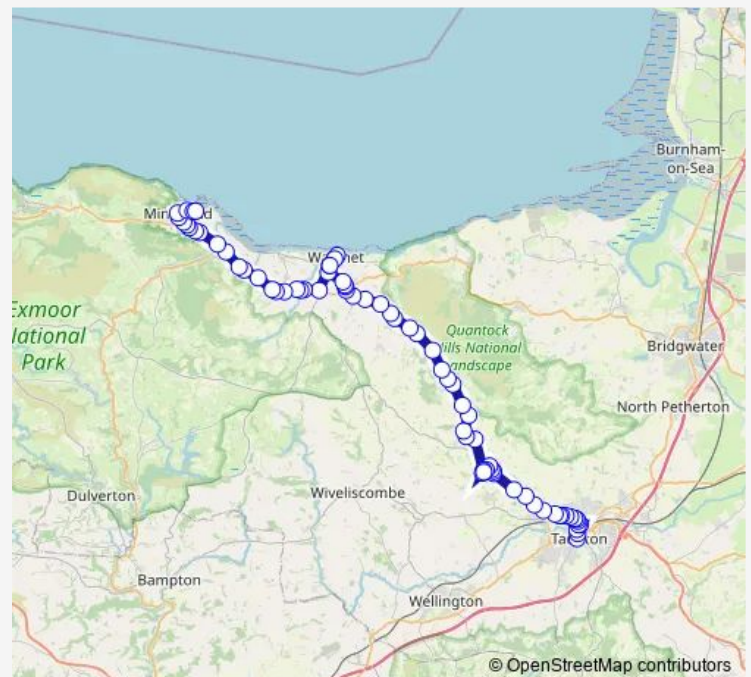 Burnham-
on-Sea
Exmoor
National
Park
Quantock
Hills National
Landscape
Bridgwater
North Petherton
Dulverton
Wiveliscombe
Bampton
Wellington
© OpenStreetMap contributors